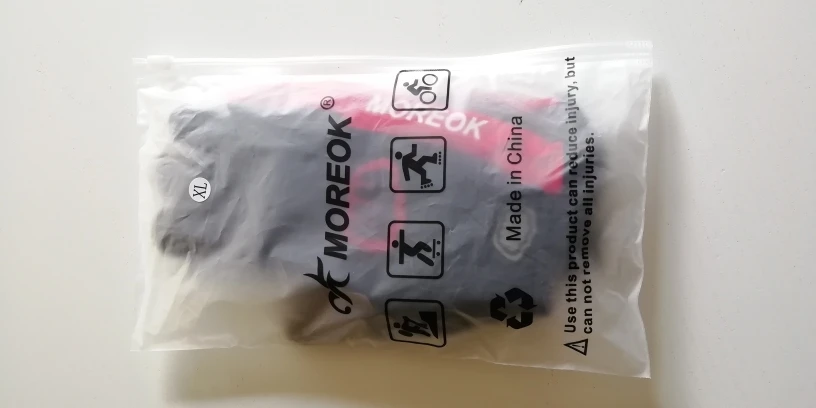 MOREOK®
MOREOK
Made in China
Use this product can reduce injury, but
can not remove all injuries.
XL